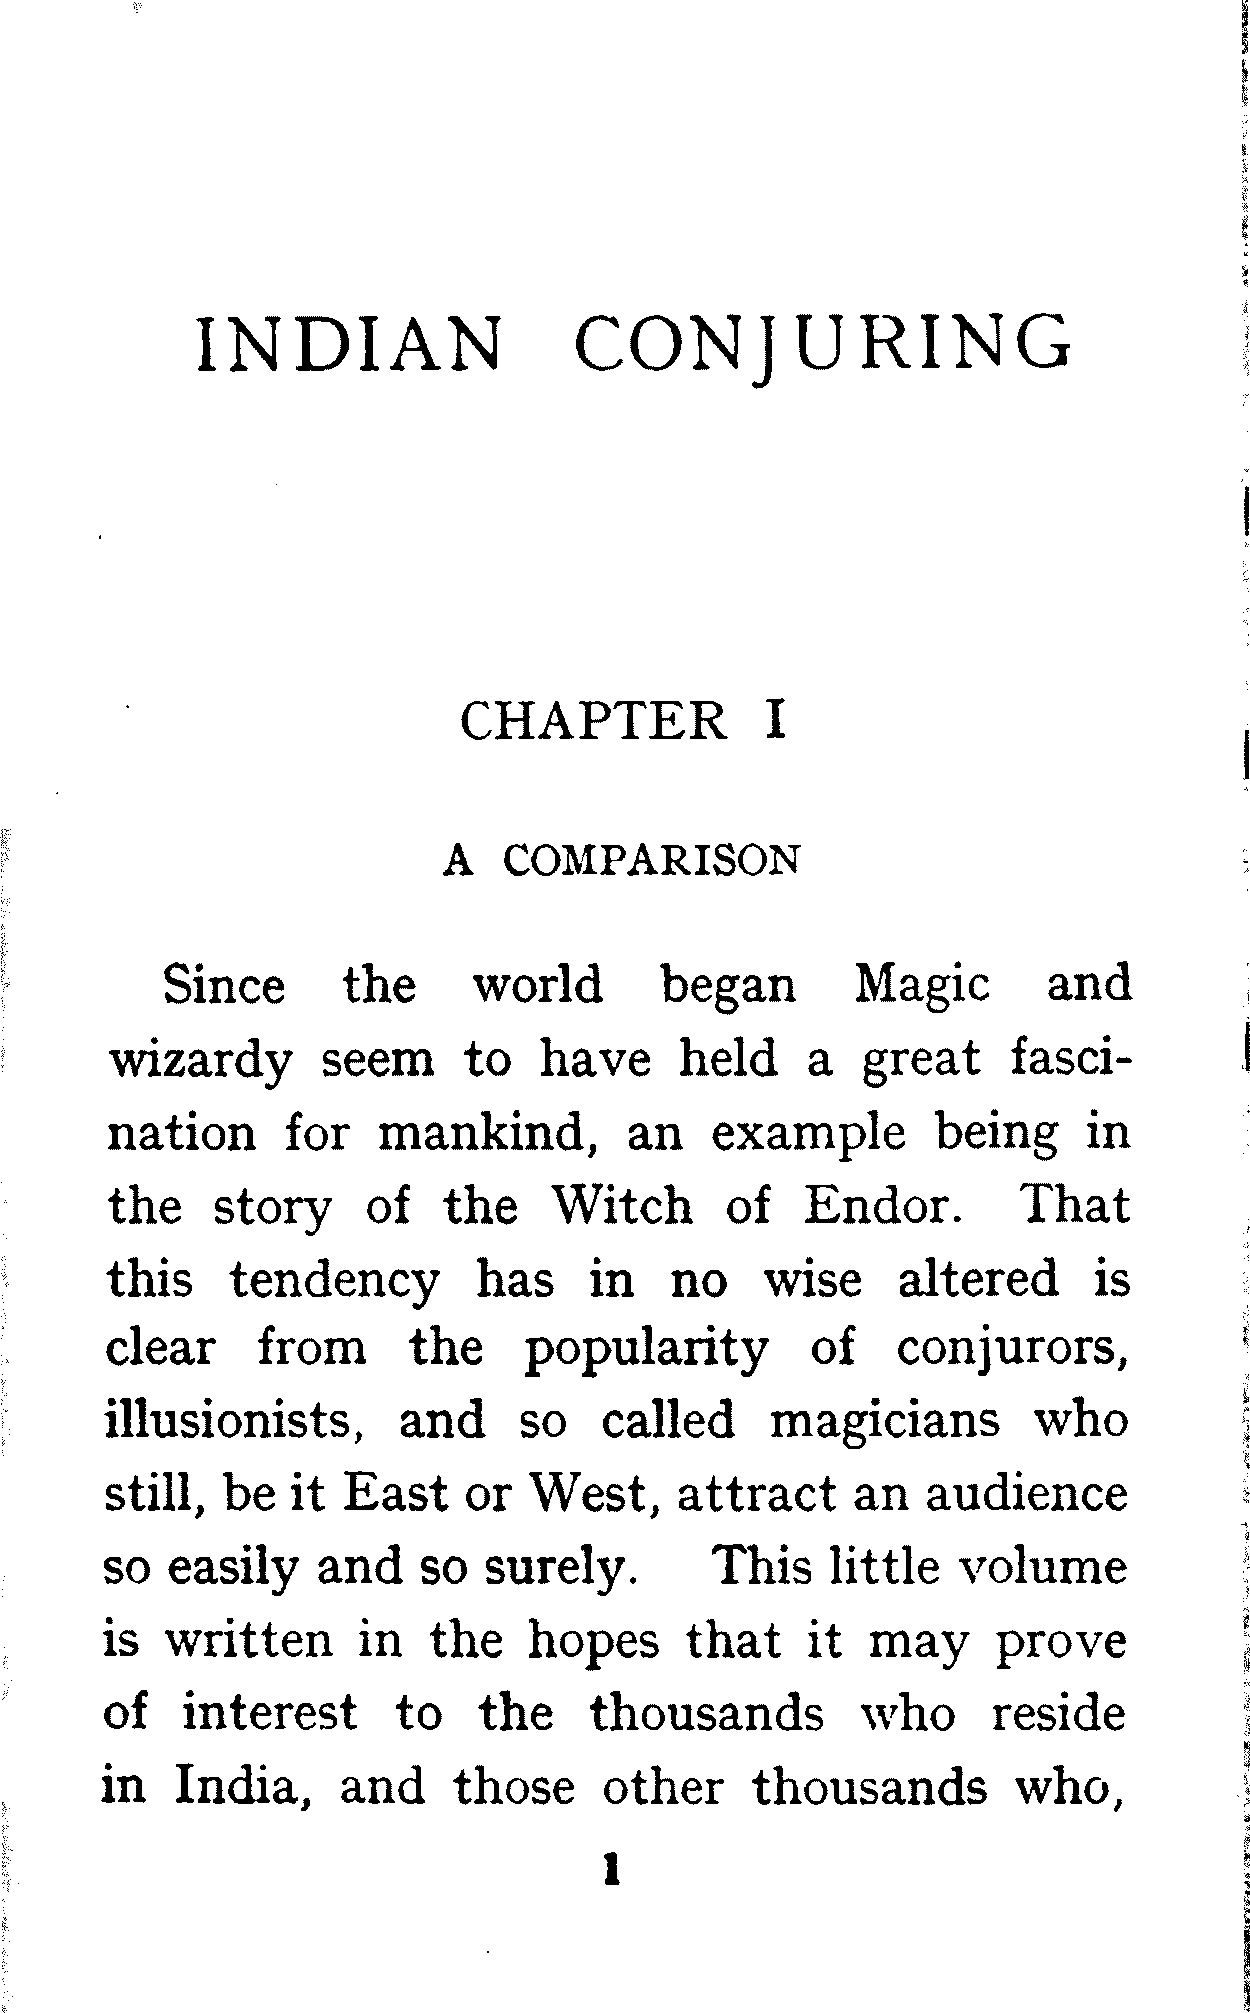 INDIAN CONJURING
CHAPTER I
A COMPARISON
Since the world began Magic and
wizardy seem to have held a great fasci-
nation for mankind, an example being in
the story of the Witch of Endor. That
this tendency has in no wise altered is
clear from the popularity of conjurors,
illusionists, and so called magicians who
still, be it East or West, attract an audience
so easily and so surely. This little volume
is written in the hopes that it may prove
of interest to the thousands who reside
in India, and those other thousands who,
1